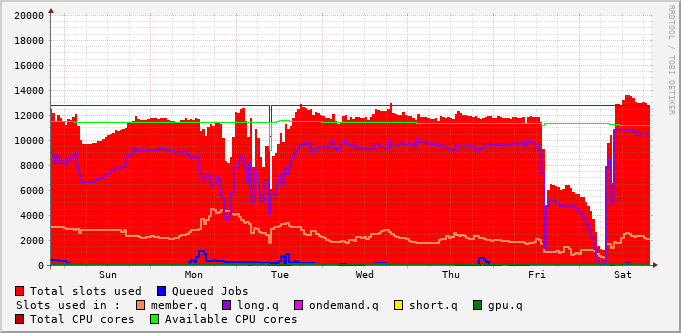 20000
18000
16000
14000
12000
10000
8000
6000
4000
2000
0
Sun Mon Tue Wed Thu Fri Sat
RRDTOOL / TOBI OETIKER
Total slots used Queued Jobs
Slots used in : member.q long.q ondemand.q short.q gpu.q
Total CPU cores Available CPU cores